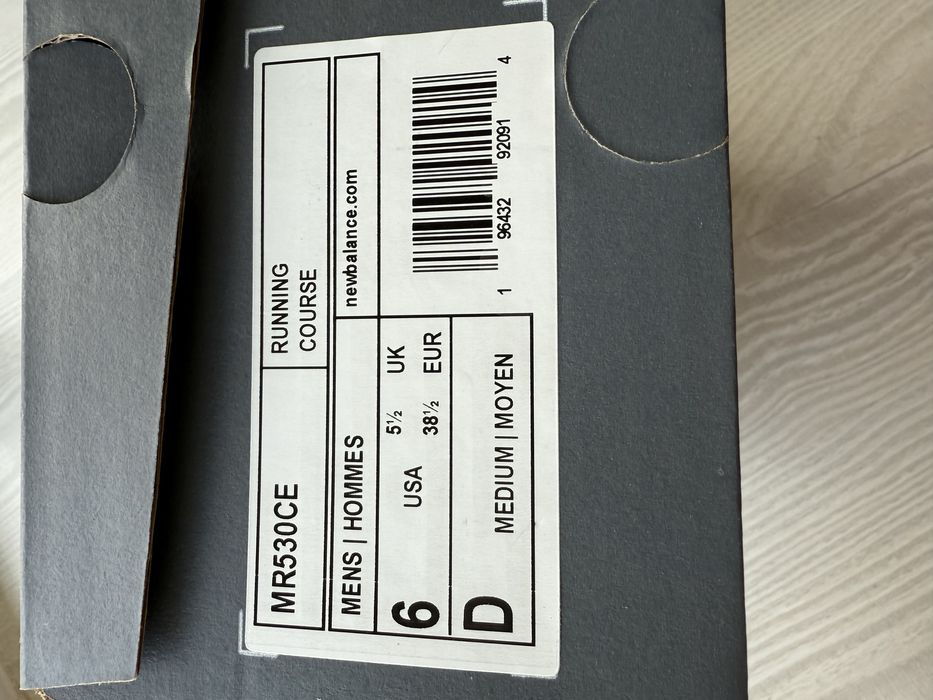 MR530CE
RUNNING
COURSE
MENS | HOMMES
newbalance.com
6 USA 5½ UK
38½ EUR
D MEDIUM | MOYEN
1 96432 92091 4